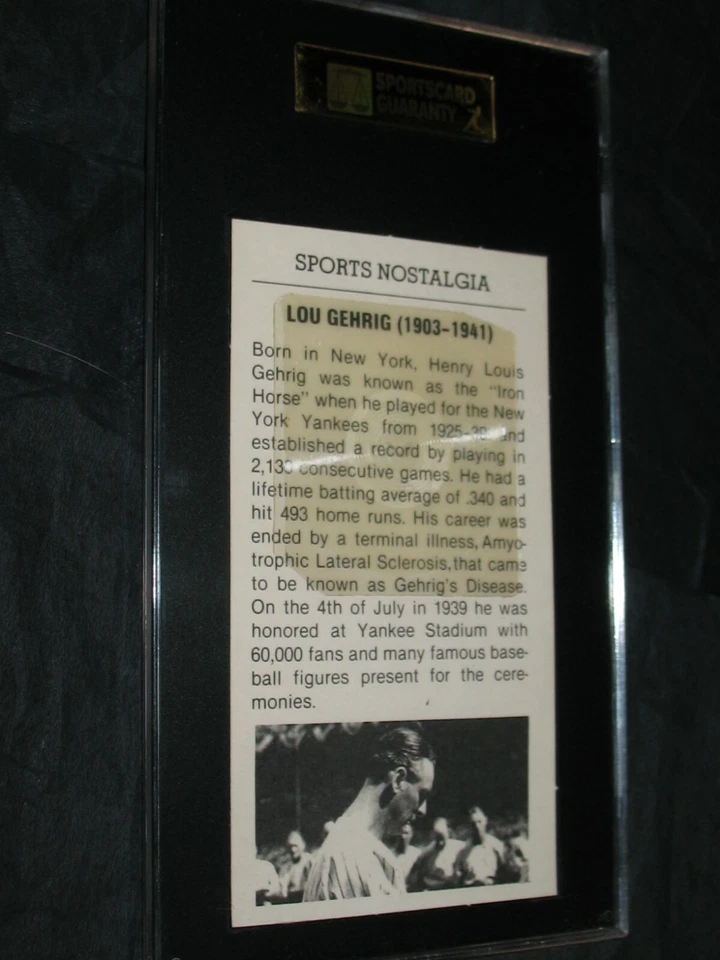 SPORTSCARD
GUARANTY
SPORTS NOSTALGIA
LOU GEHRIG (1903-1941)
Born in New York, Henry Louis
Gehrig was known as the "Iron
Horse" when he played for the New
York Yankees from 1925-39 and
established a record by playing in
2,130 consecutive games. He had a
lifetime batting average of .340 and
hit 493 home runs. His career was
ended by a terminal illness, Amyo-
trophic Lateral Sclerosis, that came
to be known as Gehrig's Disease.
On the 4th of July in 1939 he was
honored at Yankee Stadium with
60,000 fans and many famous base-
ball figures present for the cere-
monies.